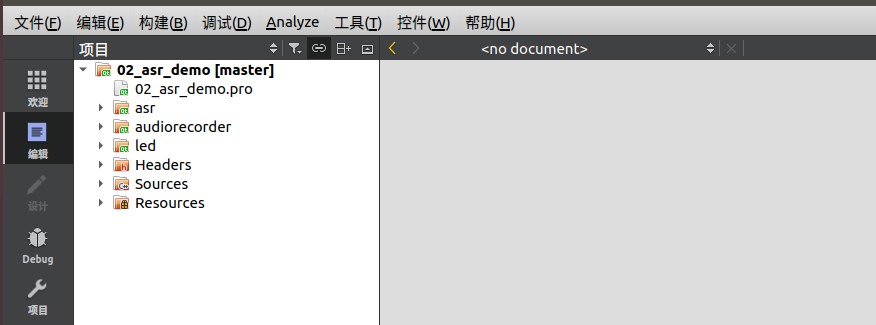 文件(F) 编辑(E) 构建(B) 调试(D) Analyze 工具(T) 控件(W) 帮助(H)
项目 <no document>
02_asr_demo [master]
02_asr_demo.pro
asr
audiorecorder
led
Headers
Sources
Resources
欢迎
编辑
设计
Debug
项目